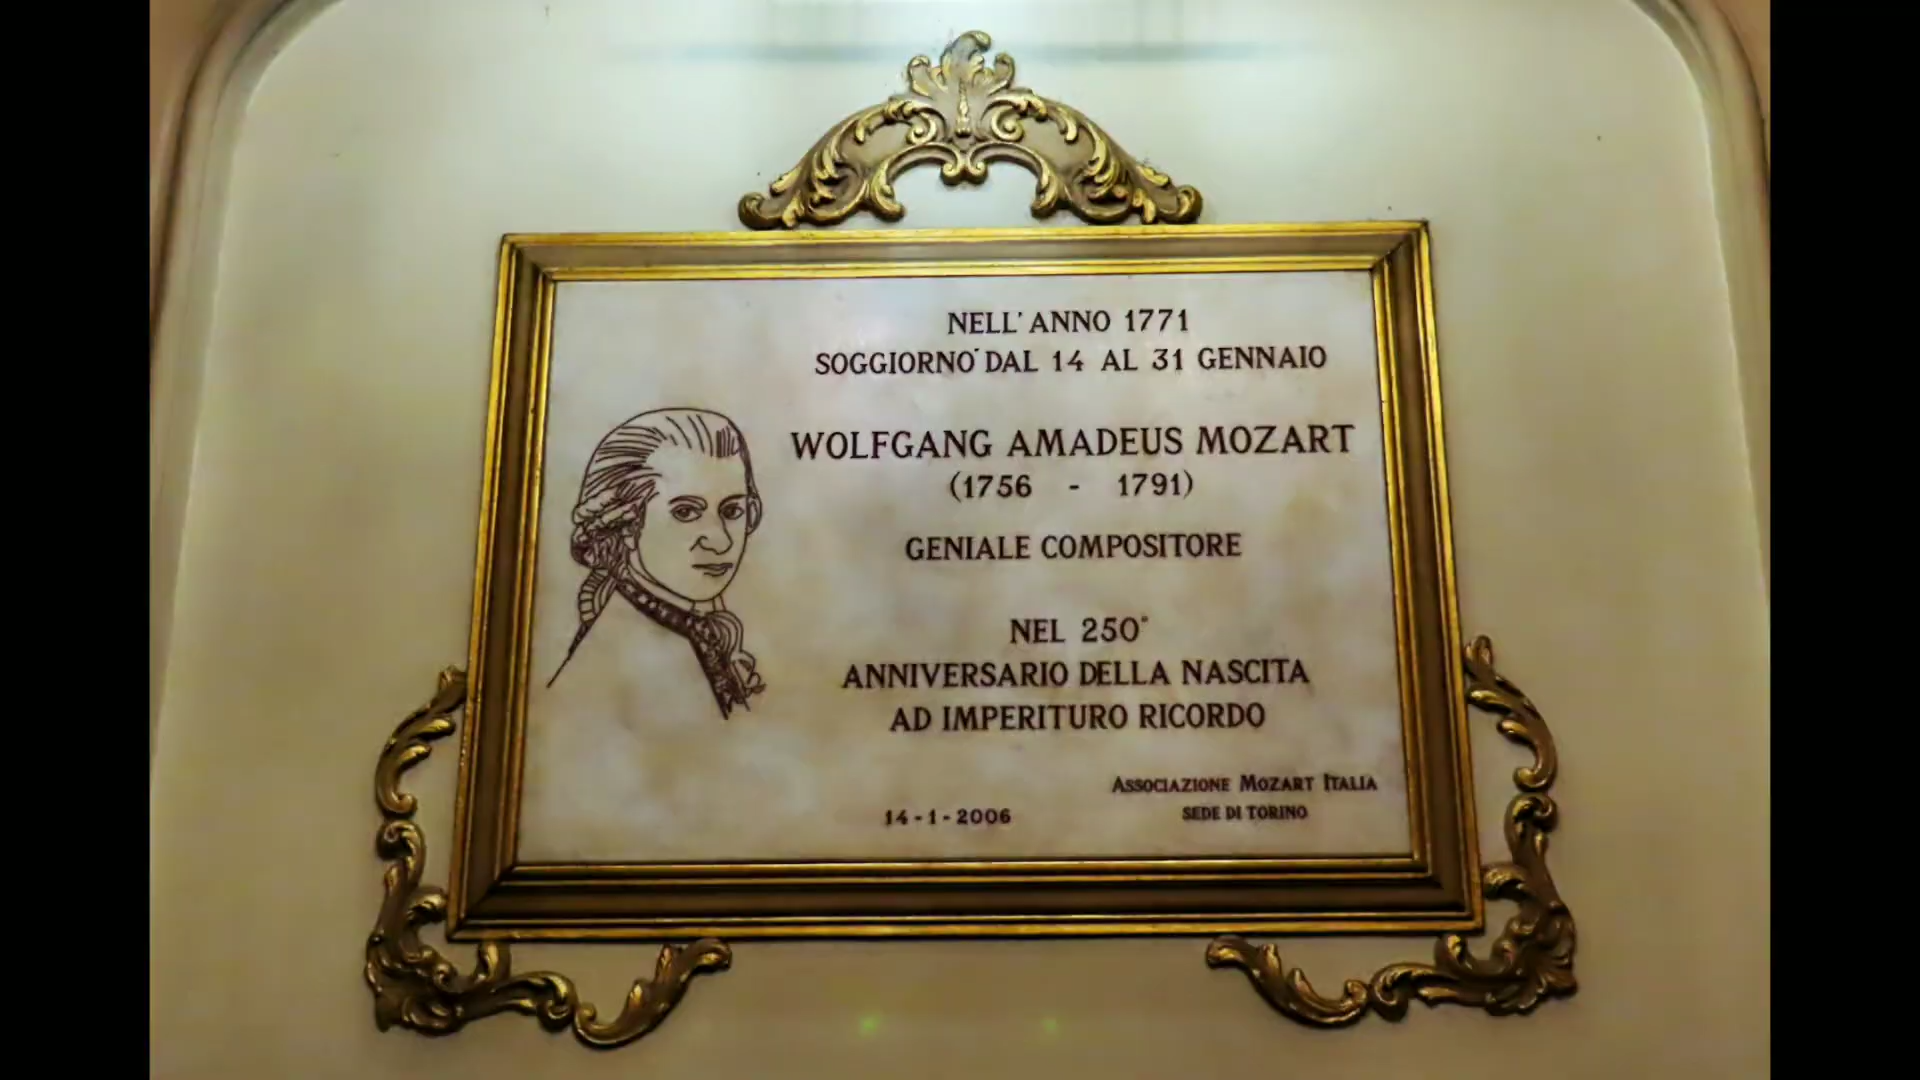 NELL' ANNO 1771
SOGGIORNO' DAL 14 AL 31 GENNAIO
WOLFGANG AMADEUS MOZART
(1756 - 1791)
GENIALE COMPOSITORE
NEL 250°
ANNIVERSARIO DELLA NASCITA
AD IMPERITURO RICORDO
ASSOCIAZIONE MOZART ITALIA
SEDE DI TORINO
14-1-2006